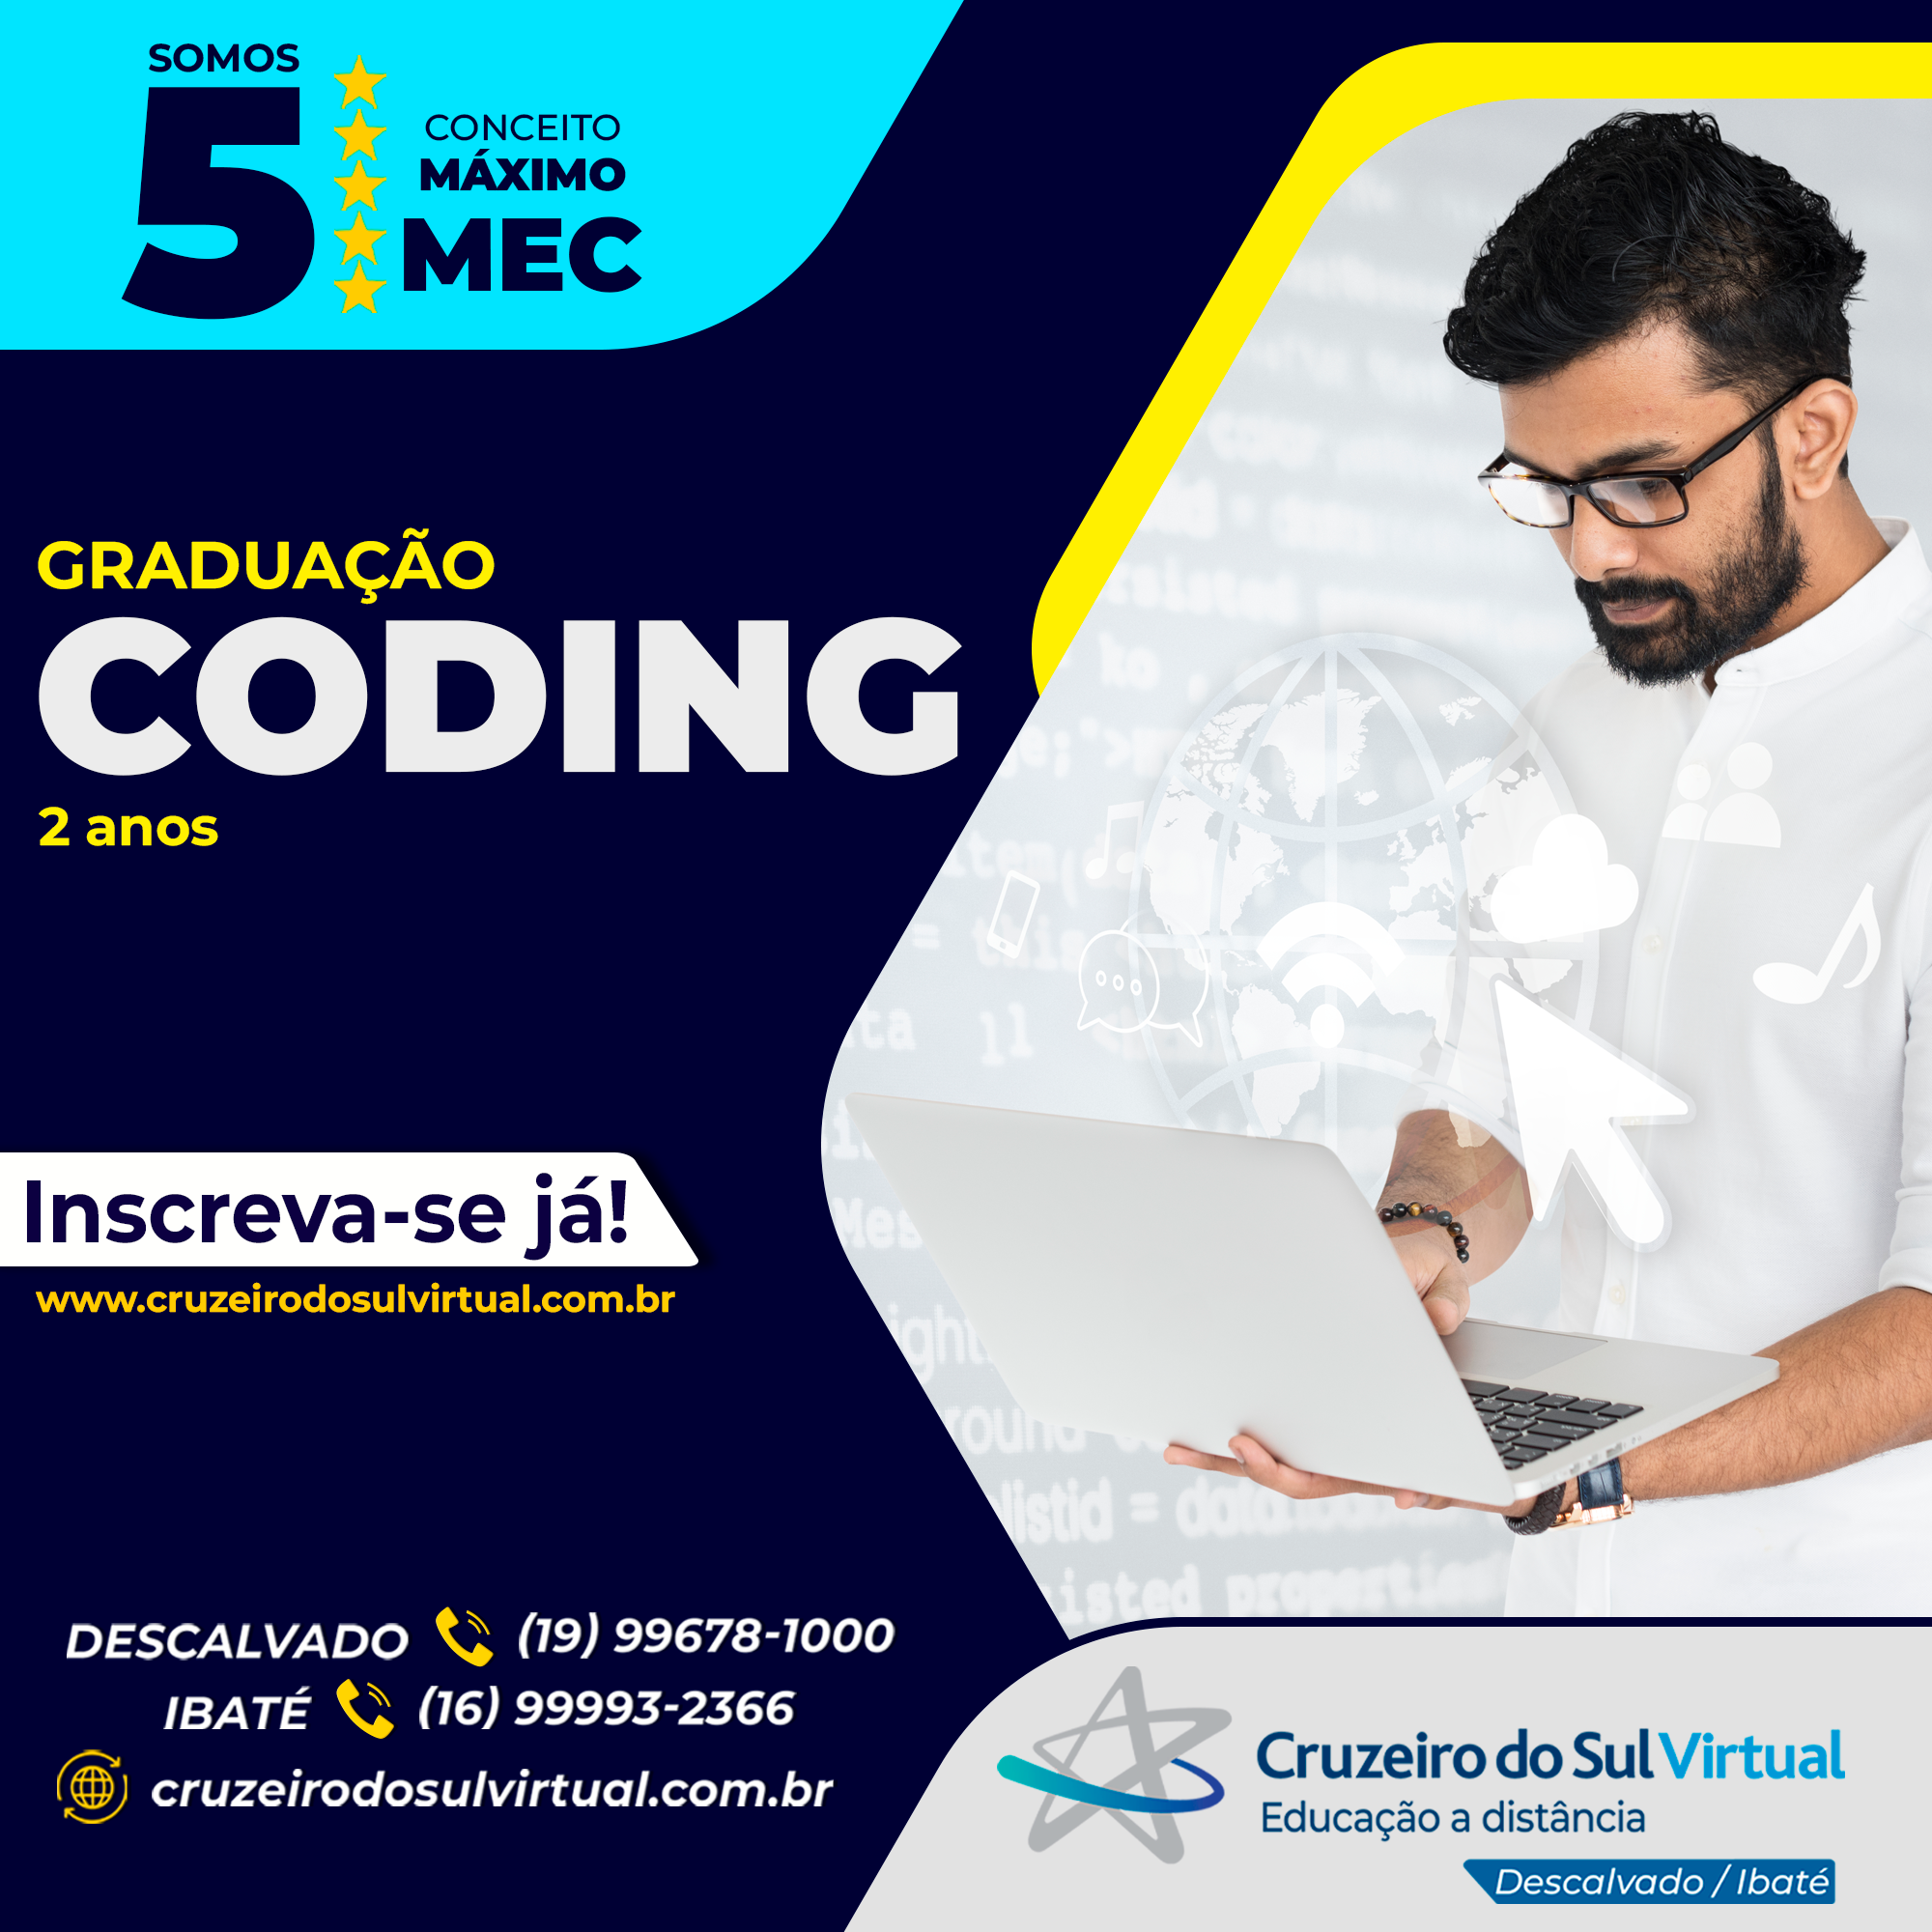 SOMOS
5
CONCEITO
MÁXIMO
MEC
GRADUAÇÃO
CODING
2 anos
Inscreva-se já!
www.cruzeirodosulvirtual.com.br
DESCALVADO (19) 99678-1000
IBATÉ (16) 99993-2366
cruzeirodosulvirtual.com.br
Cruzeiro do Sul Virtual
Educação a distância
Descalvado / Ibaté